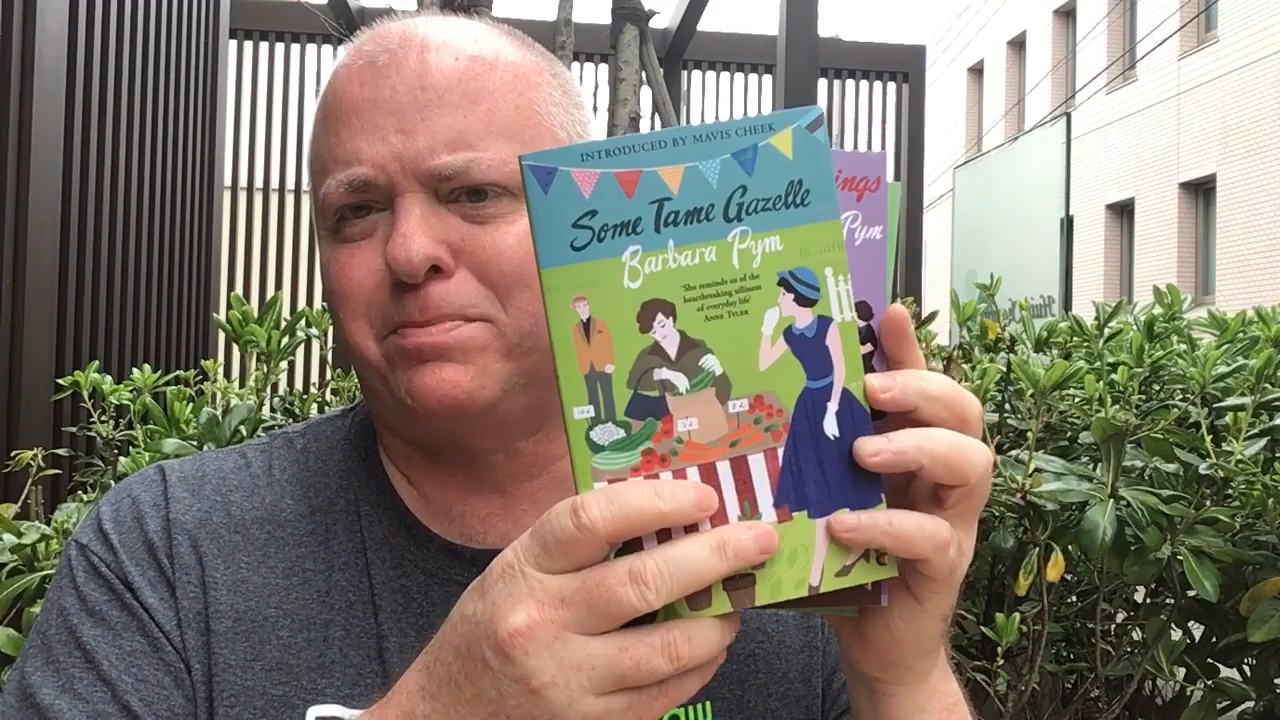 INTRODUCED BY MAVIS CHEEK
Some Tame Gazelle
Barbara Pym
'She reminds us of the
heartbreaking silliness
of everyday life'
ANNE TYLER
ings
Pym